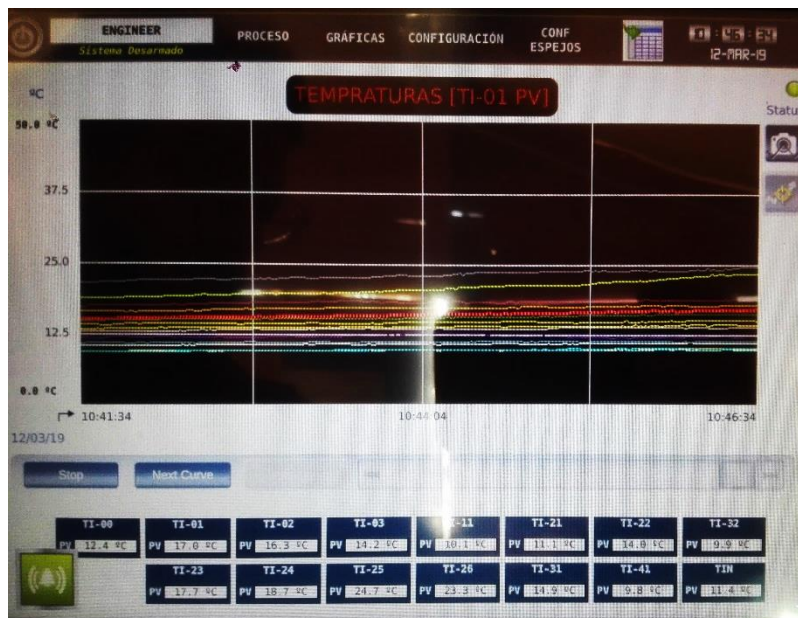 ENGINEER
Sistema Desarmado
PROCESO
GRÁFICAS
CONFIGURACIÓN
CONF
ESPEJOS
12-MAR-19
ºC
TEMPRATURAS [TI-01 PV]
Statu
50.0 ºC
37.5
25.0
12.5
0.0 ºC
10:41:34
10:44:04
10:46:34
12/03/19
Stop
Next Curve
TI-00
TI-01
TI-02
TI-03
TI-11
TI-21
TI-22
TI-32
PV 12.4 ºC
PV 17.0 ºC
PV 16.3 ºC
PV 14.2 ºC
PV 10.1 ºC
PV 11.1 ºC
PV 14.0 ºC
PV 9.9 ºC
TI-23
TI-24
TI-25
TI-26
TI-31
TI-41
TIN
PV 17.7 ºC
PV 18.7 ºC
PV 24.7 ºC
PV 23.3 ºC
PV 14.9 ºC
PV 9.8 ºC
PV 11.4 ºC